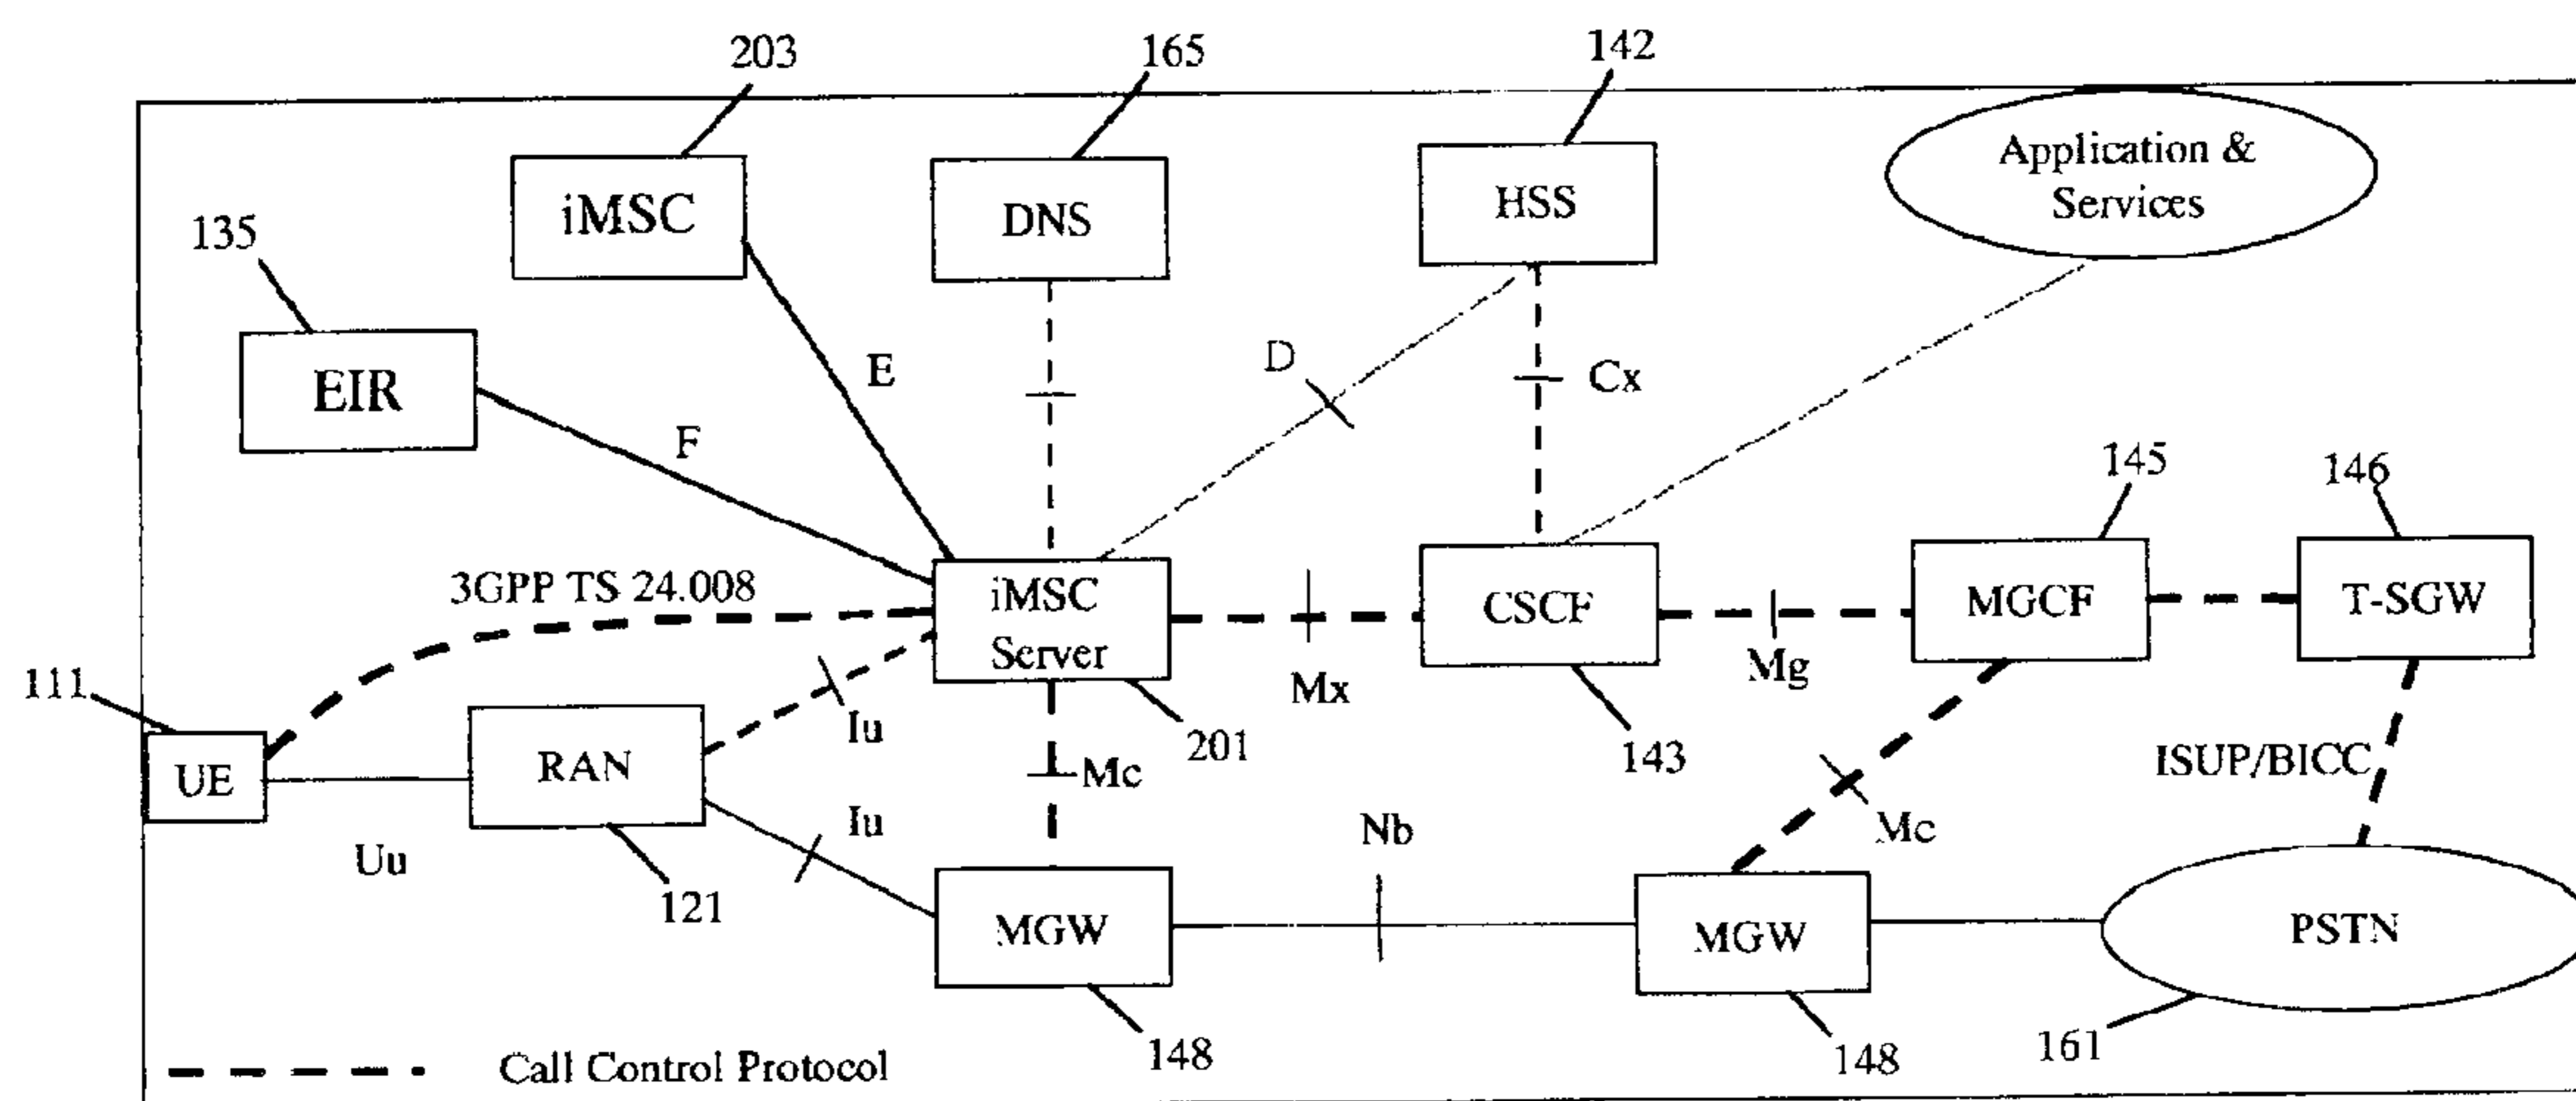 203
165
142
iMSC
DNS
HSS
Application &
Services
135
EIR
E
F
D
Cx
145
146
3GPP TS 24.008
iMSC
Server
CSCF
MGCF
T-SGW
111
UE
RAN
Iu
Mx
Mg
201
143
Mc
ISUP/BICC
Uu
Iu
121
Nb
Mc
MGW
MGW
PSTN
148
148
161
Call Control Protocol